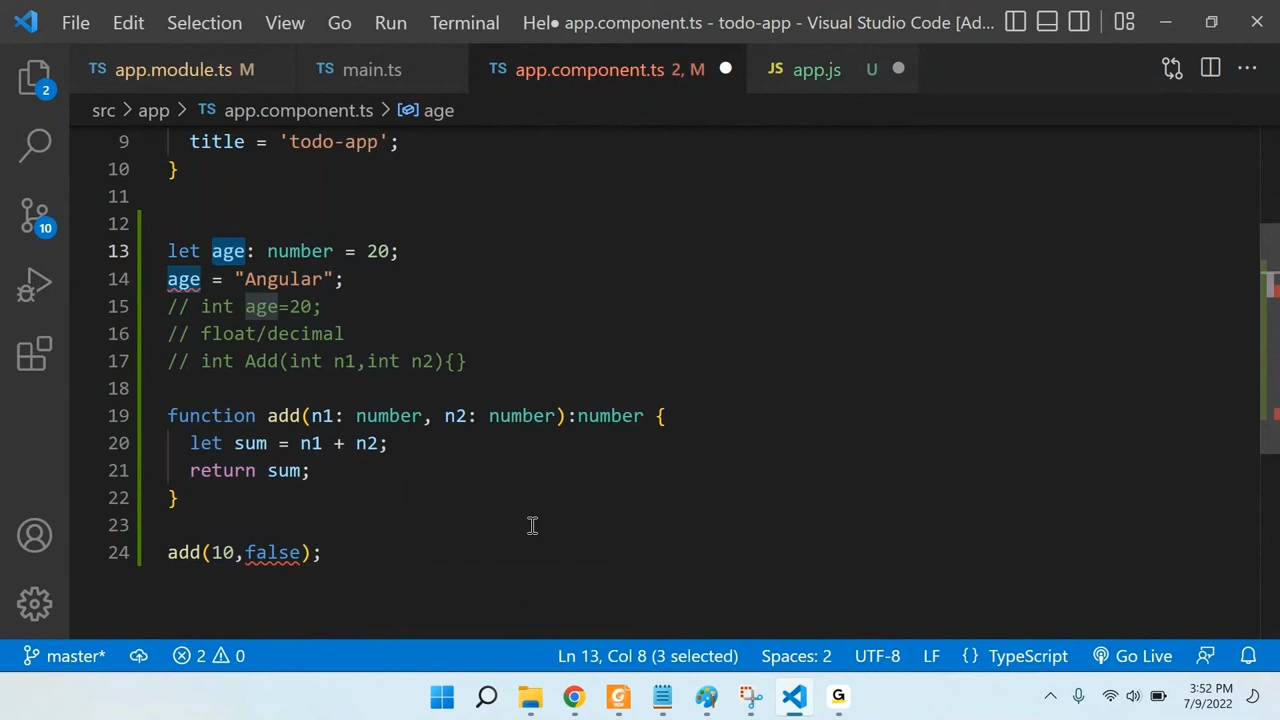 File Edit Selection View Go Run Terminal Hel● app.component.ts - todo-app - Visual Studio Code [Ad...
TS app.module.ts M TS main.ts TS app.component.ts 2, M ● JS app.js U ●
src > app > TS app.component.ts > age
9 title = 'todo-app';
10 }
11
12
13 let age: number = 20;
14 age = "Angular";
15 // int age=20;
16 // float/decimal
17 // int Add(int n1,int n2){}
18
19 function add(n1: number, n2: number):number {
20 let sum = n1 + n2;
21 return sum;
22 }
23
24 add(10,false);
2
10
master* 2 0 Ln 13, Col 8 (3 selected) Spaces: 2 UTF-8 LF {} TypeScript Go Live
G
3:52 PM
7/9/2022